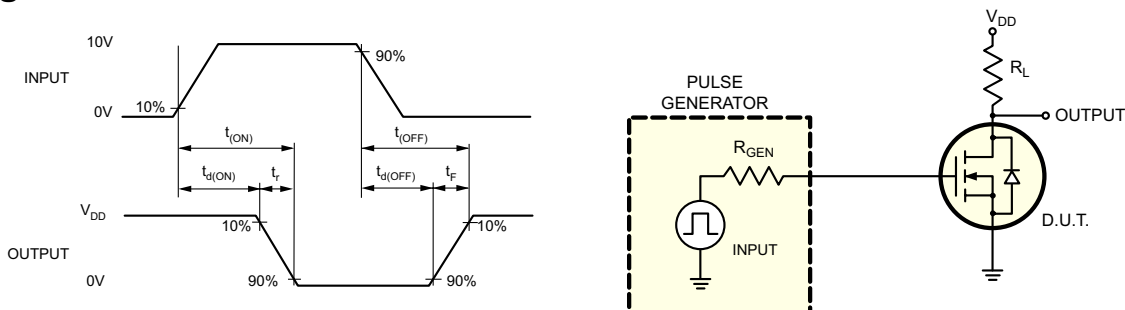 10V
INPUT
0V
10%
90%
t(ON)
t(OFF)
td(ON)
tr
td(OFF)
tF
VDD
OUTPUT
0V
10%
90%
10%
90%
PULSE
GENERATOR
RGEN
INPUT
VDD
RL
OUTPUT
D.U.T.